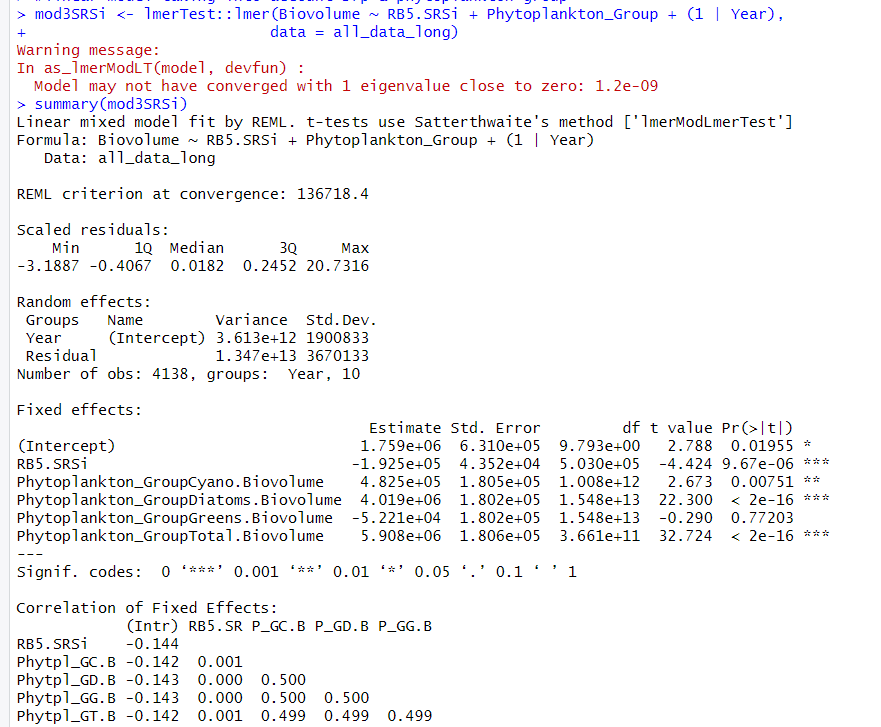 > mod3SRSi <- lmerTest::lmer(Biovolume ~ RB5.SRSi + Phytoplankton_Group + (1 | Year),
+                            data = all_data_long)
Warning message:
In as_lmerModLT(model, devfun) :
  Model may not have converged with 1 eigenvalue close to zero: 1.2e-09
> summary(mod3SRSi)
Linear mixed model fit by REML. t-tests use Satterthwaite's method ['lmerModLmerTest']
Formula: Biovolume ~ RB5.SRSi + Phytoplankton_Group + (1 | Year)
   Data: all_data_long

REML criterion at convergence: 136718.4

Scaled residuals:
    Min      1Q  Median      3Q     Max
-3.1887 -0.4067  0.0182  0.2452 20.7316

Random effects:
 Groups   Name        Variance  Std.Dev.
 Year     (Intercept) 3.613e+12 1900833
 Residual             1.347e+13 3670133
Number of obs: 4138, groups:  Year, 10

Fixed effects:
                                      Estimate Std. Error         df t value Pr(>|t|)
(Intercept)                          1.759e+06  6.310e+05  9.793e+00   2.788  0.01955 *
RB5.SRSi                            -1.925e+05  4.352e+04  5.030e+05  -4.424 9.67e-06 ***
Phytoplankton_GroupCyano.Biovolume   4.825e+05  1.805e+05  1.008e+12   2.673  0.00751 **
Phytoplankton_GroupDiatoms.Biovolume 4.019e+06  1.802e+05  1.548e+13  22.300  < 2e-16 ***
Phytoplankton_GroupGreens.Biovolume -5.221e+04  1.802e+05  1.548e+13  -0.290  0.77203
Phytoplankton_GroupTotal.Biovolume   5.908e+06  1.806e+05  3.661e+11  32.724  < 2e-16 ***
---
Signif. codes:  0 ‘***’ 0.001 ‘**’ 0.01 ‘*’ 0.05 ‘.’ 0.1 ‘ ’ 1

Correlation of Fixed Effects:
            (Intr) RB5.SR P_GC.B P_GD.B P_GG.B
RB5.SRSi    -0.144
Phytpl_GC.B -0.142  0.001
Phytpl_GD.B -0.143  0.000  0.500
Phytpl_GG.B -0.143  0.000  0.500  0.500
Phytpl_GT.B -0.142  0.001  0.499  0.499  0.499